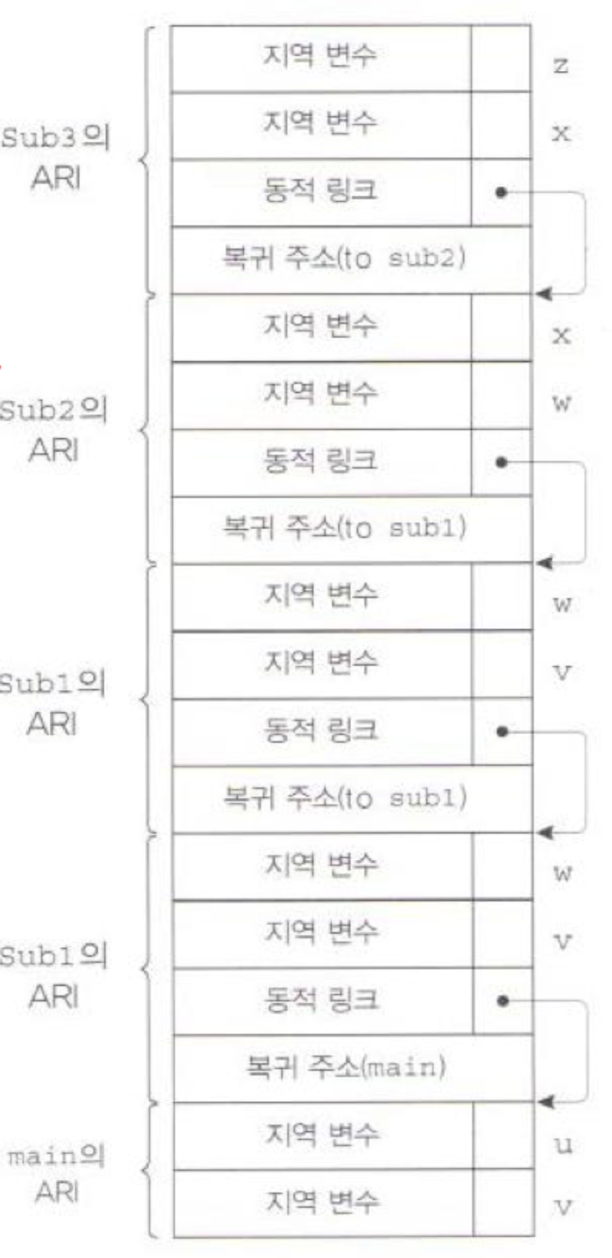 지역 변수 z
Sub3의
ARI
지역 변수 x
동적 링크
복귀 주소(to sub2)
지역 변수 x
Sub2의
ARI
지역 변수 w
동적 링크
복귀 주소(to sub1)
지역 변수 w
Sub1의
ARI
지역 변수 v
동적 링크
복귀 주소(to sub1)
지역 변수 w
Sub1의
ARI
지역 변수 v
동적 링크
복귀 주소(main)
지역 변수 u
main의
ARI
지역 변수 v